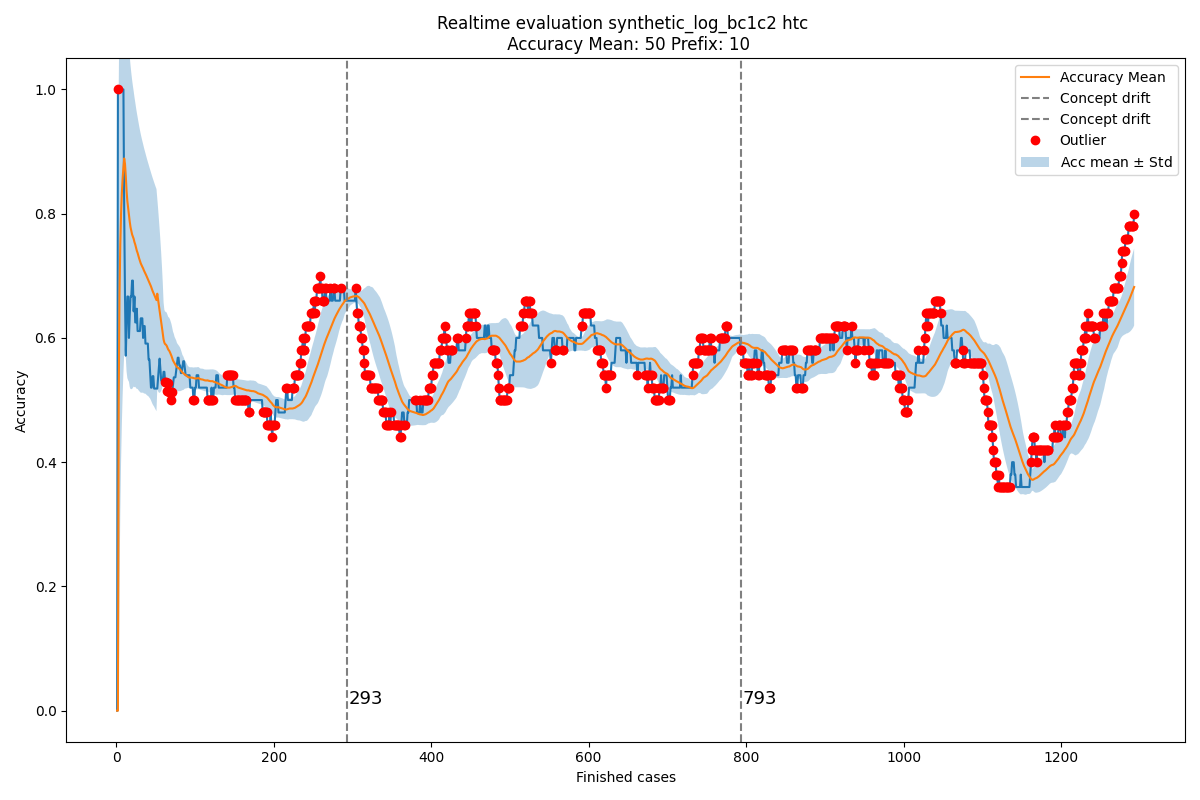 Realtime evaluation synthetic_log_bc1c2 htc
Accuracy Mean: 50 Prefix: 10
Accuracy Mean
Concept drift
Concept drift
Outlier
Acc mean ± Std
1.0
0.8
0.6
0.4
0.2
0.0
Accuracy
293
793
0
200
400
600
800
1000
1200
Finished cases